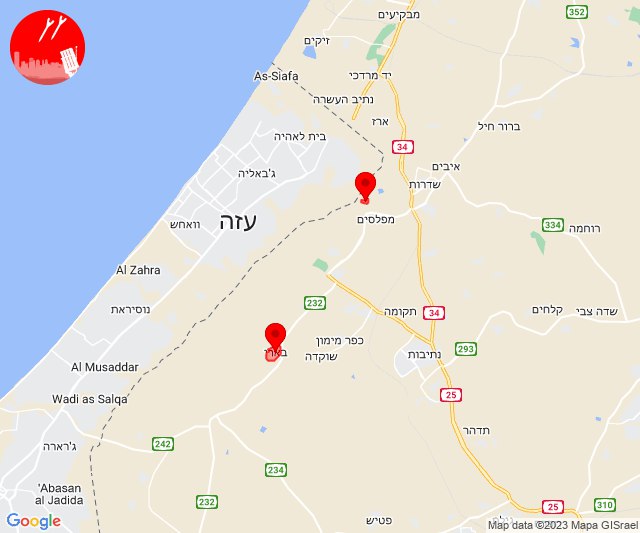 מבקיעים
352
זיקים
As-Siafa
יד מרדכי
נתיב העשרה
ארז
ברור חיל
בית לאהיה
34
איבים
ג'באליה
שדרות
עזה
וואחש
מפלסים
334
רוחמה
Al Zahra
נוסיראת
232
34
תקומה
קלחים
שדה צבי
בארי
כפר מימון
שוקדה
נתיבות
293
Al Musaddar
Wadi as Salqa
25
תדהר
242
ג'רארה
234
'Abasan
al Jadida
232
25
310
פטיש
Google
Map data ©2023 Mapa GISrael